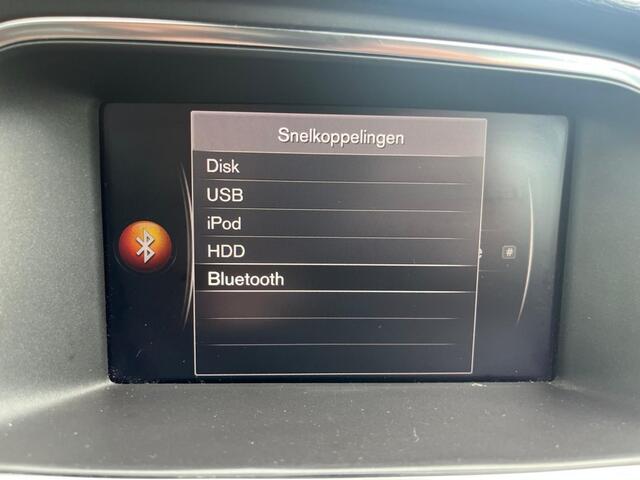 Snelkoppelingen
Disk
USB
iPod
HDD
Bluetooth
#